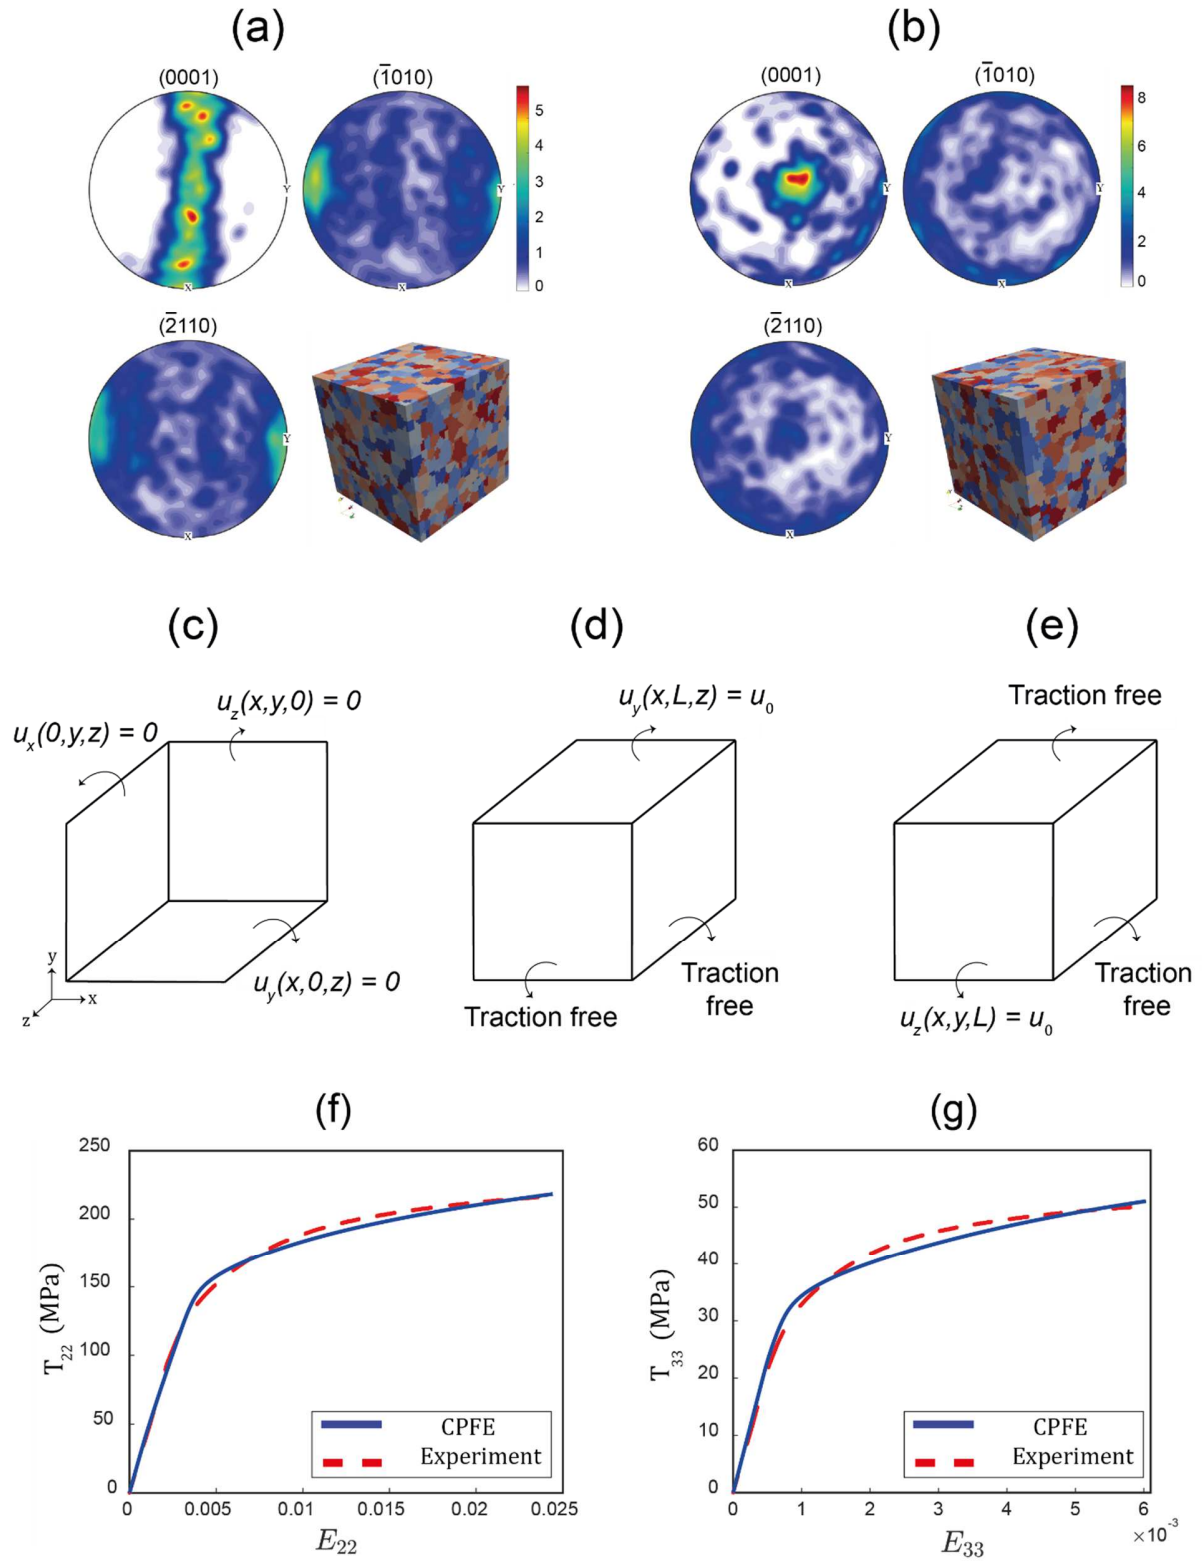 (a)
(b)
(0001)
(1̅010)
5
4
3
2
1
0
Y
Y
X
X
(0001)
(1̅010)
8
6
4
2
0
Y
Y
X
X
(2̅110)
Y
X
(2̅110)
Y
X
(c)
(d)
(e)
u_x(0,y,z) = 0
u_z(x,y,0) = 0
u_y(x,0,z) = 0
y
x
z
u_y(x,L,z) = u_0
Traction free
Traction
free
Traction free
u_z(x,y,L) = u_0
Traction
free
(f)
(g)
T_22 (MPa)
250
200
150
100
50
0
0
0.005
0.01
0.015
0.02
0.025
E_22
CPFE
Experiment
T_33 (MPa)
60
50
40
30
20
10
0
0
1
2
3
4
5
6
×10^-3
E_33
CPFE
Experiment